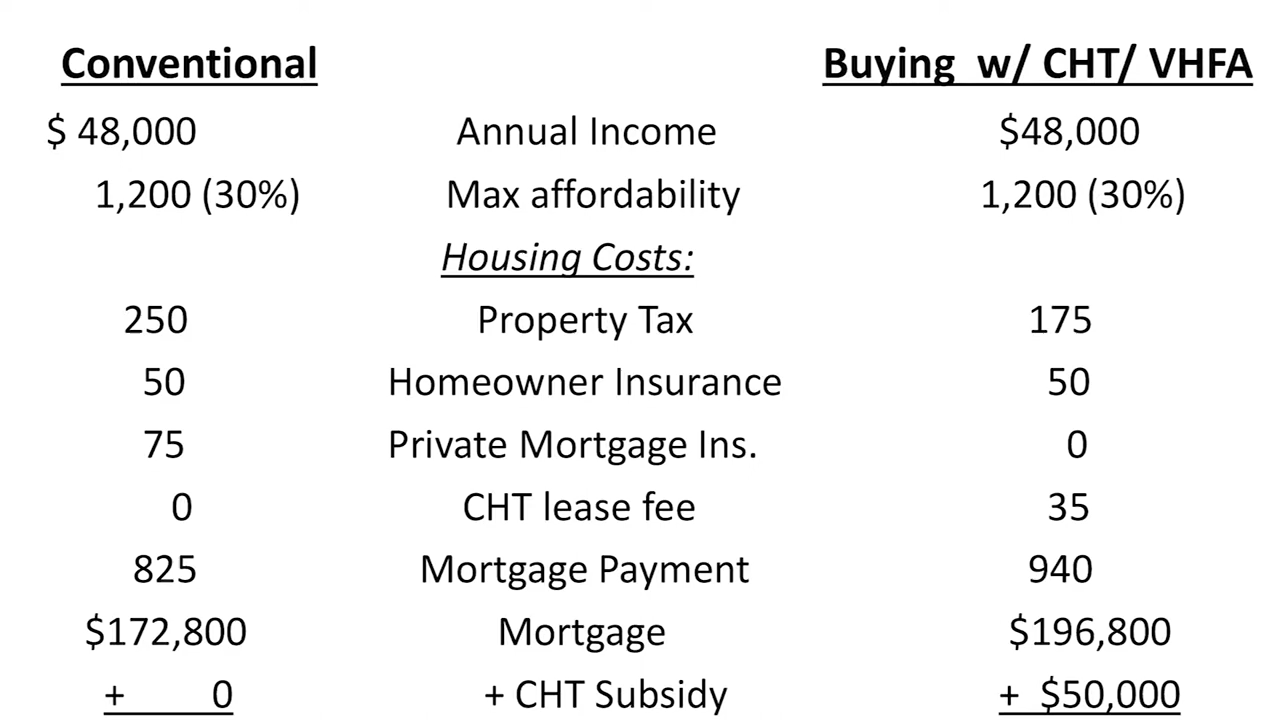 Conventional Buying w/ CHT/ VHFA
$ 48,000 Annual Income $48,000
1,200 (30%) Max affordability 1,200 (30%)
Housing Costs:
250 Property Tax 175
50 Homeowner Insurance 50
75 Private Mortgage Ins. 0
0 CHT lease fee 35
825 Mortgage Payment 940
$172,800 Mortgage $196,800
+ 0 + CHT Subsidy + $50,000